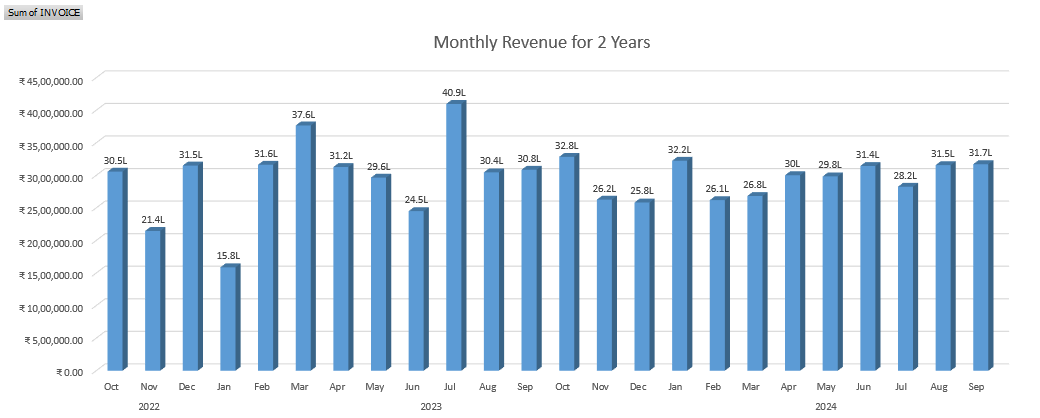 Sum of INVOICE
Monthly Revenue for 2 Years
₹ 45,00,000.00
₹ 40,00,000.00
₹ 35,00,000.00
₹ 30,00,000.00
₹ 25,00,000.00
₹ 20,00,000.00
₹ 15,00,000.00
₹ 10,00,000.00
₹ 5,00,000.00
₹ 0.00
30.5L 21.4L 31.5L 15.8L 31.6L 37.6L 31.2L 29.6L 24.5L 40.9L 30.4L 30.8L 32.8L 26.2L 25.8L 32.2L 26.1L 26.8L 30L 29.8L 31.4L 28.2L 31.5L 31.7L
Oct Nov Dec Jan Feb Mar Apr May Jun Jul Aug Sep Oct Nov Dec Jan Feb Mar Apr May Jun Jul Aug Sep
2022 2023 2024